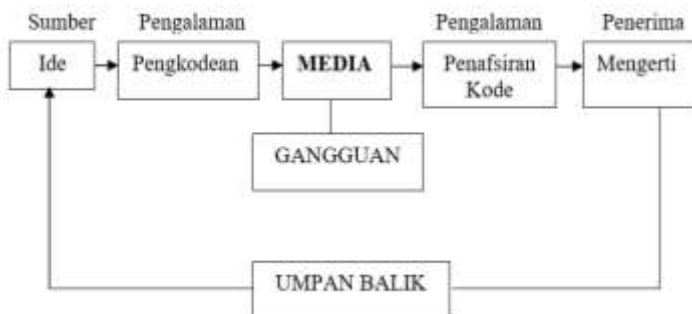 Sumber Pengalaman Pengalaman Penerima
Ide Pengkodean MEDIA Penafsiran Mengerti
Kode
GANGGUAN
UMPAN BALIK